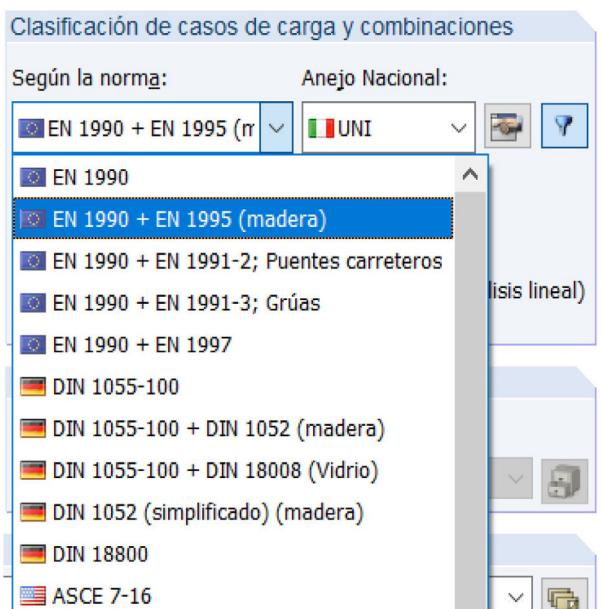 Clasificación de casos de carga y combinaciones
Según la norma: Anejo Nacional:
EN 1990 + EN 1995 (m UNI
EN 1990
EN 1990 + EN 1995 (madera)
EN 1990 + EN 1991-2; Puentes carreteros
EN 1990 + EN 1991-3; Grúas
lisis lineal)
EN 1990 + EN 1997
DIN 1055-100
DIN 1055-100 + DIN 1052 (madera)
DIN 1055-100 + DIN 18008 (Vidrio)
DIN 1052 (simplificado) (madera)
DIN 18800
ASCE 7-16